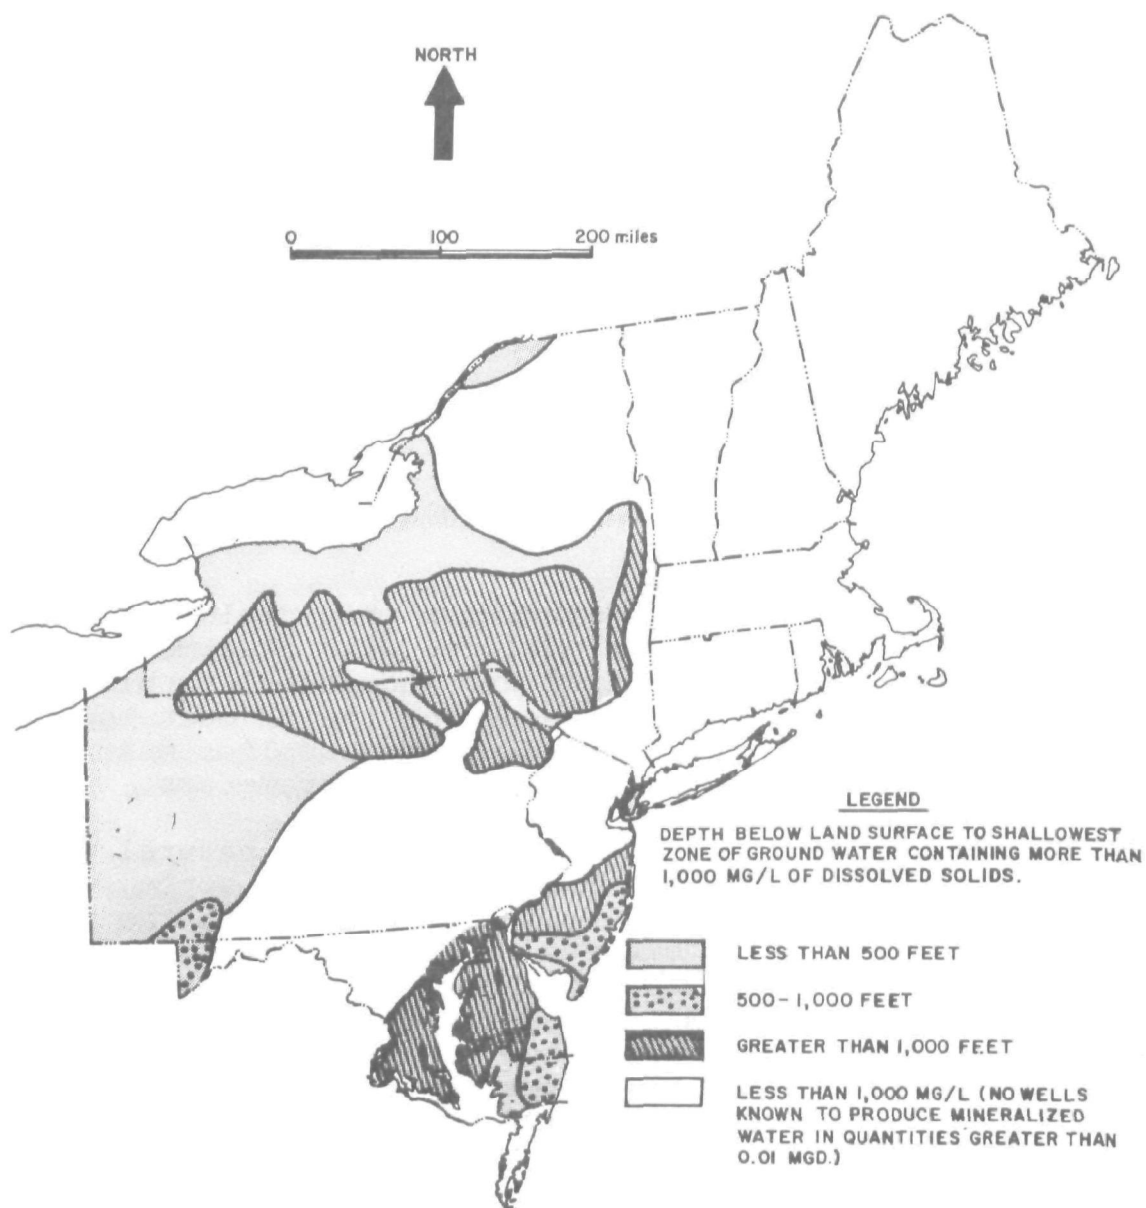 NORTH
0 100 200 miles
LEGEND
DEPTH BELOW LAND SURFACE TO SHALLOWEST
ZONE OF GROUND WATER CONTAINING MORE THAN
1,000 MG/L OF DISSOLVED SOLIDS.
LESS THAN 500 FEET
500-1,000 FEET
GREATER THAN 1,000 FEET
LESS THAN 1,000 MG/L (NO WELLS
KNOWN TO PRODUCE MINERALIZED
WATER IN QUANTITIES GREATER THAN
0.01 MGD.)